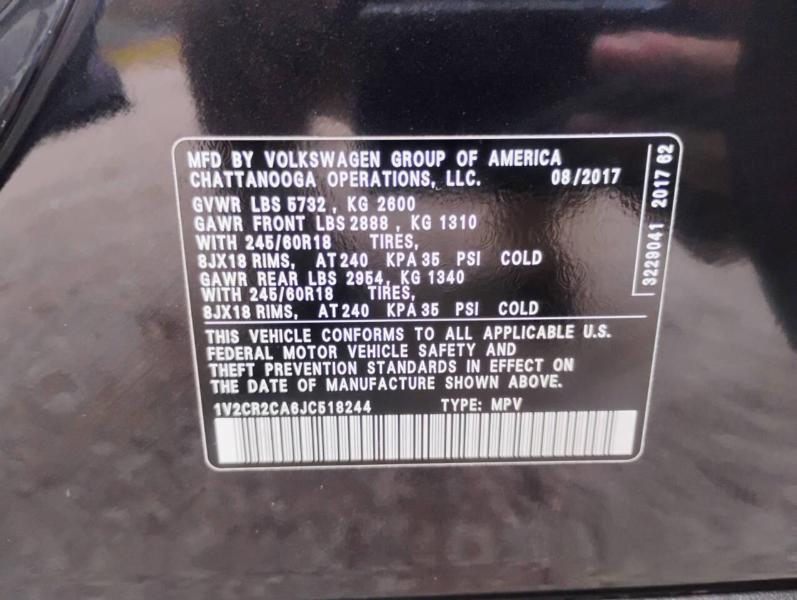 MFD BY VOLKSWAGEN GROUP OF AMERICA
CHATTANOOGA OPERATIONS, LLC. 08/2017
GVWR LBS 5732 , KG 2600
GAWR FRONT LBS 2888 , KG 1310
WITH 245/60R18 TIRES,
8JX18 RIMS, AT 240 KPA 35 PSI COLD
GAWR REAR LBS 2954, KG 1340
WITH 245/60R18 TIRES,
8JX18 RIMS, AT 240 KPA 35 PSI COLD
THIS VEHICLE CONFORMS TO ALL APPLICABLE U.S.
FEDERAL MOTOR VEHICLE SAFETY AND
THEFT PREVENTION STANDARDS IN EFFECT ON
THE DATE OF MANUFACTURE SHOWN ABOVE.
1V2CR2CA6JC518244 TYPE: MPV
3229041 2017 62